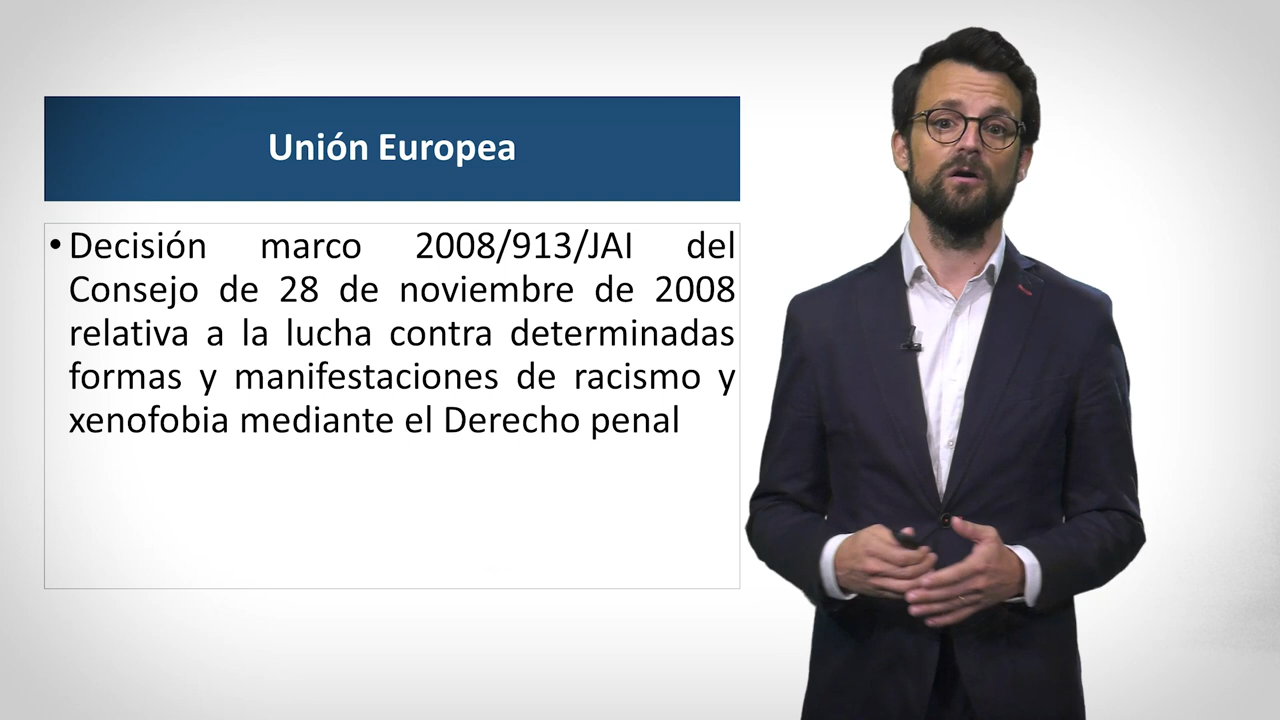 Unión Europea
• Decisión marco 2008/913/JAI del
Consejo de 28 de noviembre de 2008
relativa a la lucha contra determinadas
formas y manifestaciones de racismo y
xenofobia mediante el Derecho penal